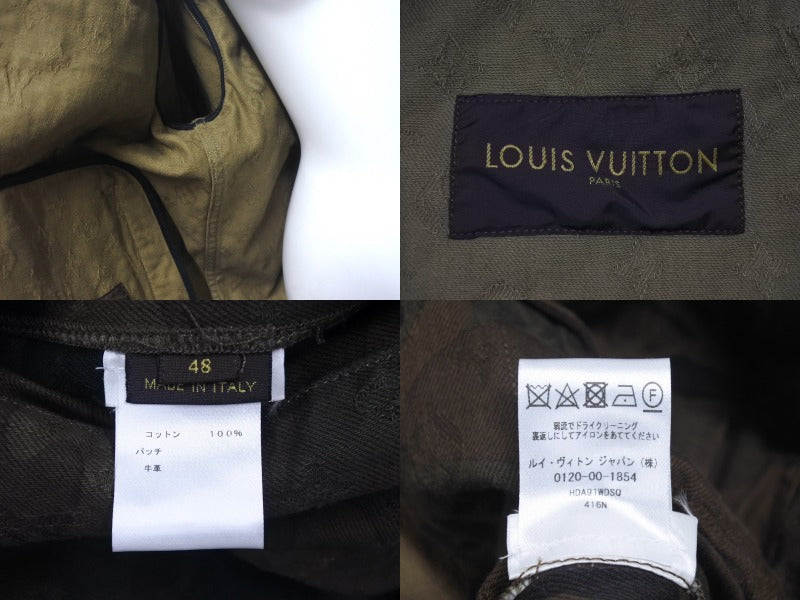 LOUIS VUITTON
PARIS
48
MADE IN ITALY
コットン 100%
パッチ
牛革
F
弱流でドライクリーニング
裏返しにしてアイロンをあててください
ルイ・ヴィトン ジャパン (株)
0120-00-1854
HDA91WDSQ
416N